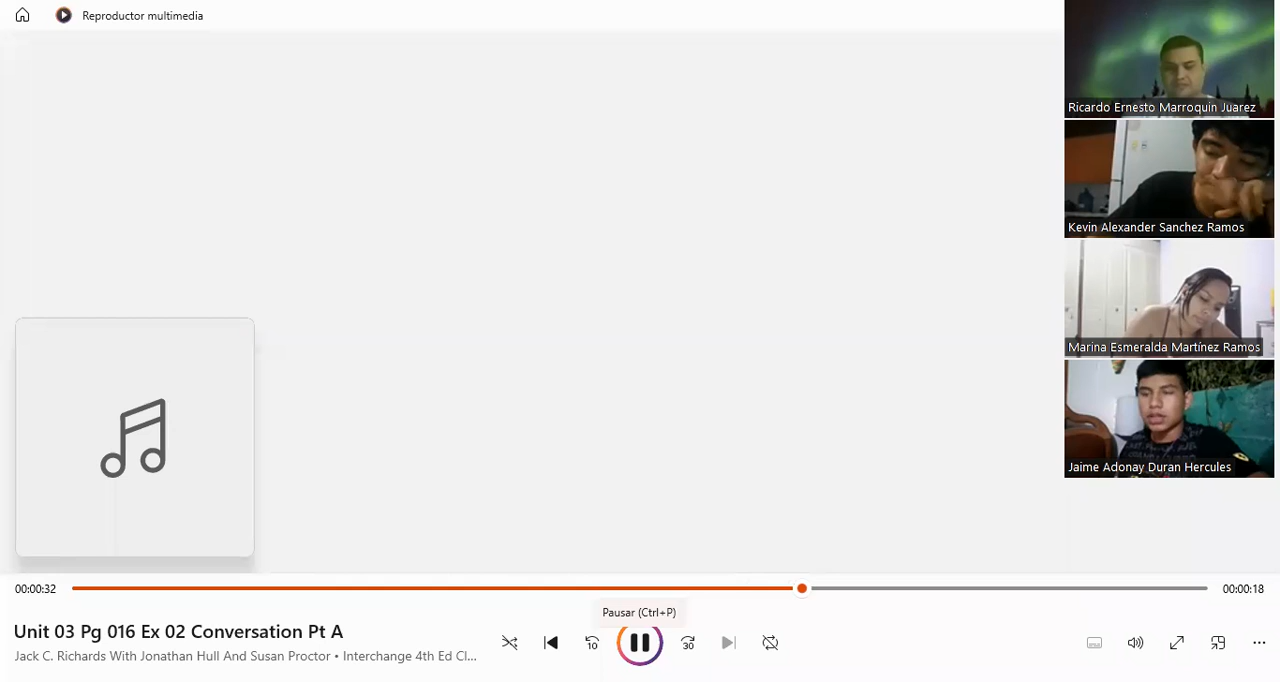 Reproductor multimedia
Ricardo Ernesto Marroquin Juarez
Kevin Alexander Sanchez Ramos
Marina Esmeralda Martínez Ramos
Jaime Adonay Duran Hercules
00:00:32
00:00:18
Pausar (Ctrl+P)
Unit 03 Pg 016 Ex 02 Conversation Pt A
Jack C. Richards With Jonathan Hull And Susan Proctor • Interchange 4th Ed Cl...
10
30